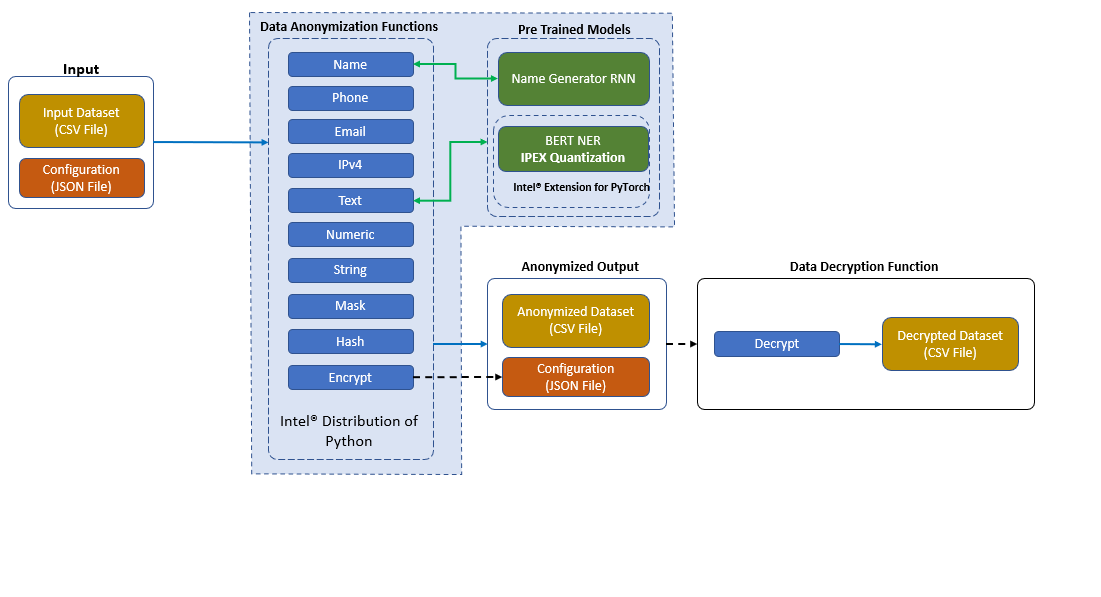 Input
Input Dataset
(CSV File)
Configuration
(JSON File)
Data Anonymization Functions
Name
Phone
Email
IPv4
Text
Numeric
String
Mask
Hash
Encrypt
Intel® Distribution of
Python
Pre Trained Models
Name Generator RNN
BERT NER
IPEX Quantization
Intel® Extension for PyTorch
Anonymized Output
Anonymized Dataset
(CSV File)
Configuration
(JSON File)
Data Decryption Function
Decrypt
Decrypted Dataset
(CSV File)